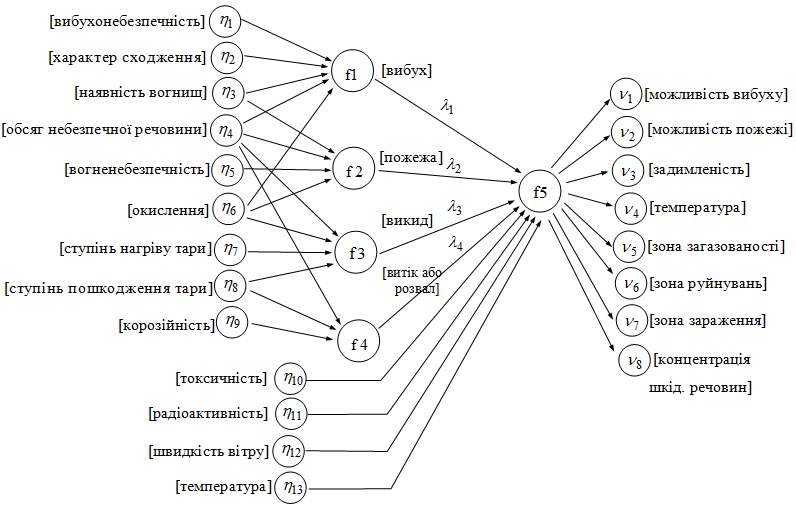 [вибухонебезпечність] η1
[характер сходження] η2
[наявність вогнищ] η3
[обсяг небезпечної речовини] η4
[вогненебезпечність] η5
[окислення] η6
[ступінь нагріву тари] η7
[ступінь пошкодження тари] η8
[корозійність] η9
[токсичність] η10
[радіоактивність] η11
[швидкість вітру] η12
[температура] η13
f1 [вибух]
λ1
f 2 [пожежа] λ2
f 3 [викид] λ3
f 4 [витік або
розвал] λ4
f5
ν1 [можливість вибуху]
ν2 [можливість пожежі]
ν3 [задимленість]
ν4 [температура]
ν5 [зона загазованості]
ν6 [зона руйнувань]
ν7 [зона зараження]
ν8 [концентрація
шкід. речовин]